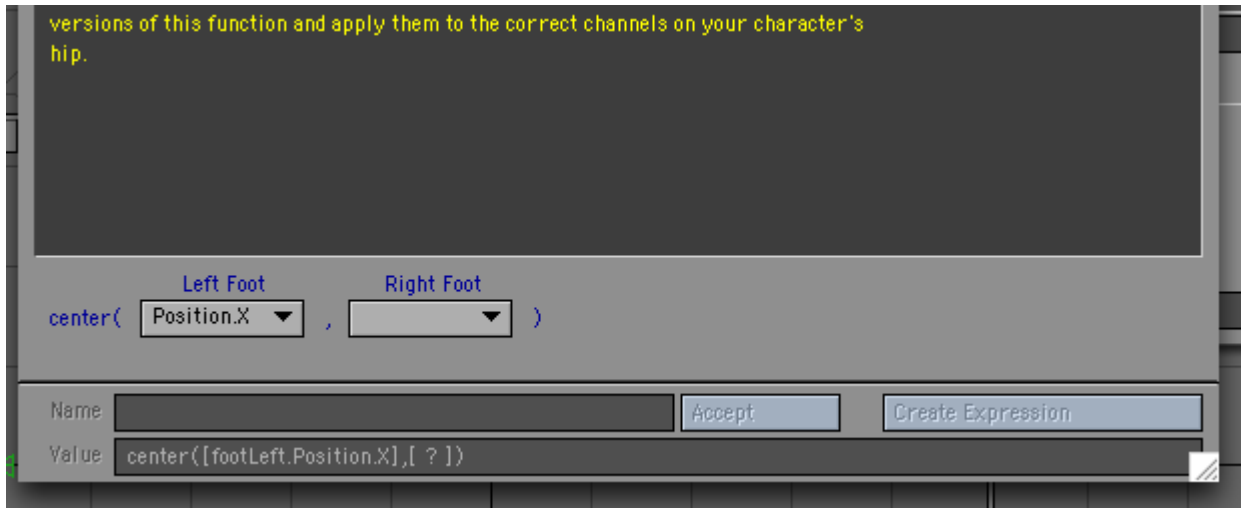 versions of this function and apply them to the correct channels on your character's
hip.
Left Foot Right Foot
center( Position.X , )
Name Accept Create Expression
Value center([footLeft.Position.X],[ ? ])